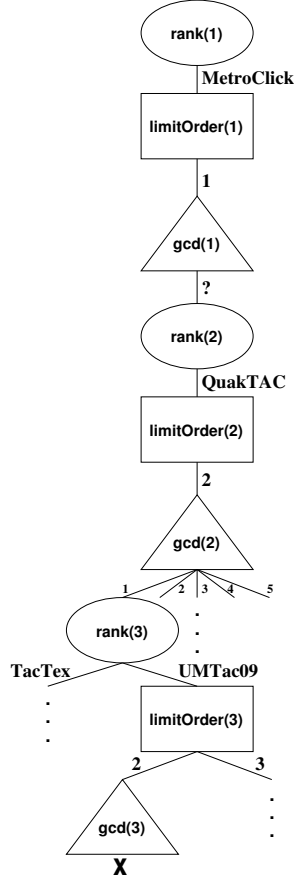 rank(1)
MetroClick
limitOrder(1)
1
gcd(1)
?
rank(2)
QuakTAC
limitOrder(2)
2
gcd(2)
1 2 3 4 5
rank(3)
TacTex UMTac09
limitOrder(3)
2 3
gcd(3)
X